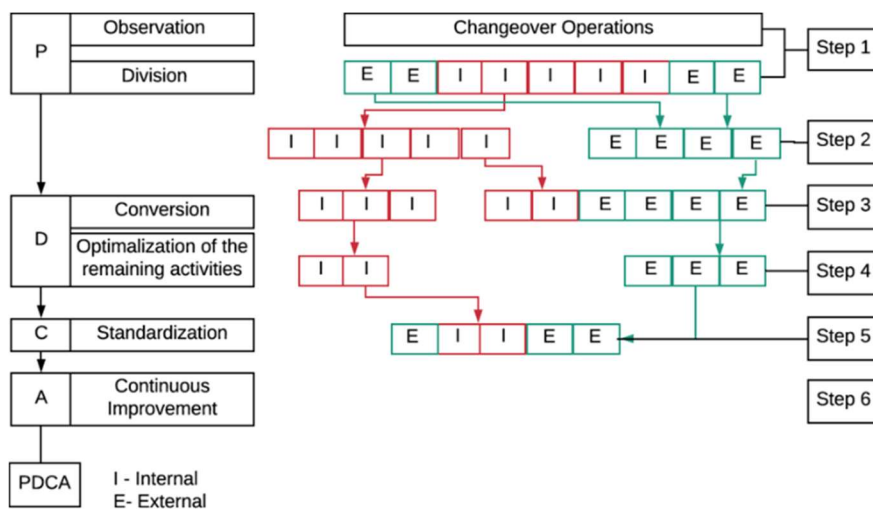 Observation
P
Division
Changeover Operations
Step 1
E E I I I I I E E
I I I I I
E E E E
Step 2
Conversion
D
Optimalization of the
remaining activities
I I I
I I E E E E
Step 3
I I
E E E
Step 4
C
Standardization
E I I E E
Step 5
A
Continuous
Improvement
Step 6
PDCA
I - Internal
E- External